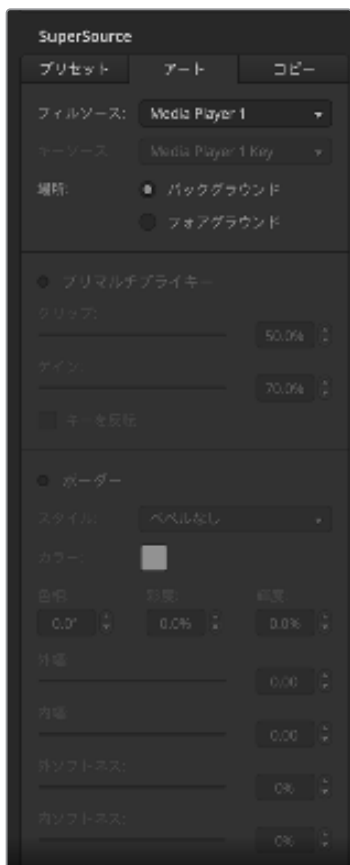 SuperSource
プリセット アート コピー
フィルソース: Media Player 1
キーソース: Media Player 1 Key
場所: バックグラウンド
フォアグラウンド
プリマルチプライキー
クリップ:
50.0%
ゲイン:
70.0%
キーを反転
ボーダー
スタイル: ベベルなし
カラー:
色相: 彩度: 輝度:
0.0° 0.0% 0.0%
外幅:
0.00
内幅:
0.00
外ソフトネス:
0%
内ソフトネス:
0%